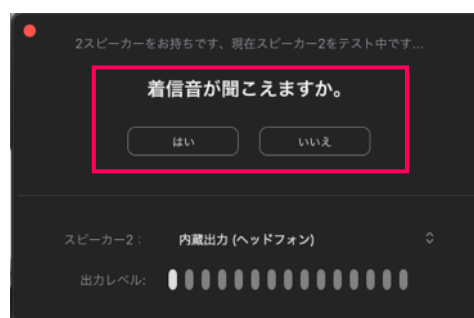 2スピーカーをお持ちです、現在スピーカー2をテスト中です...
着信音が聞こえますか。
はい
いいえ
スピーカー2：
内蔵出力 (ヘッドフォン)
出力レベル: